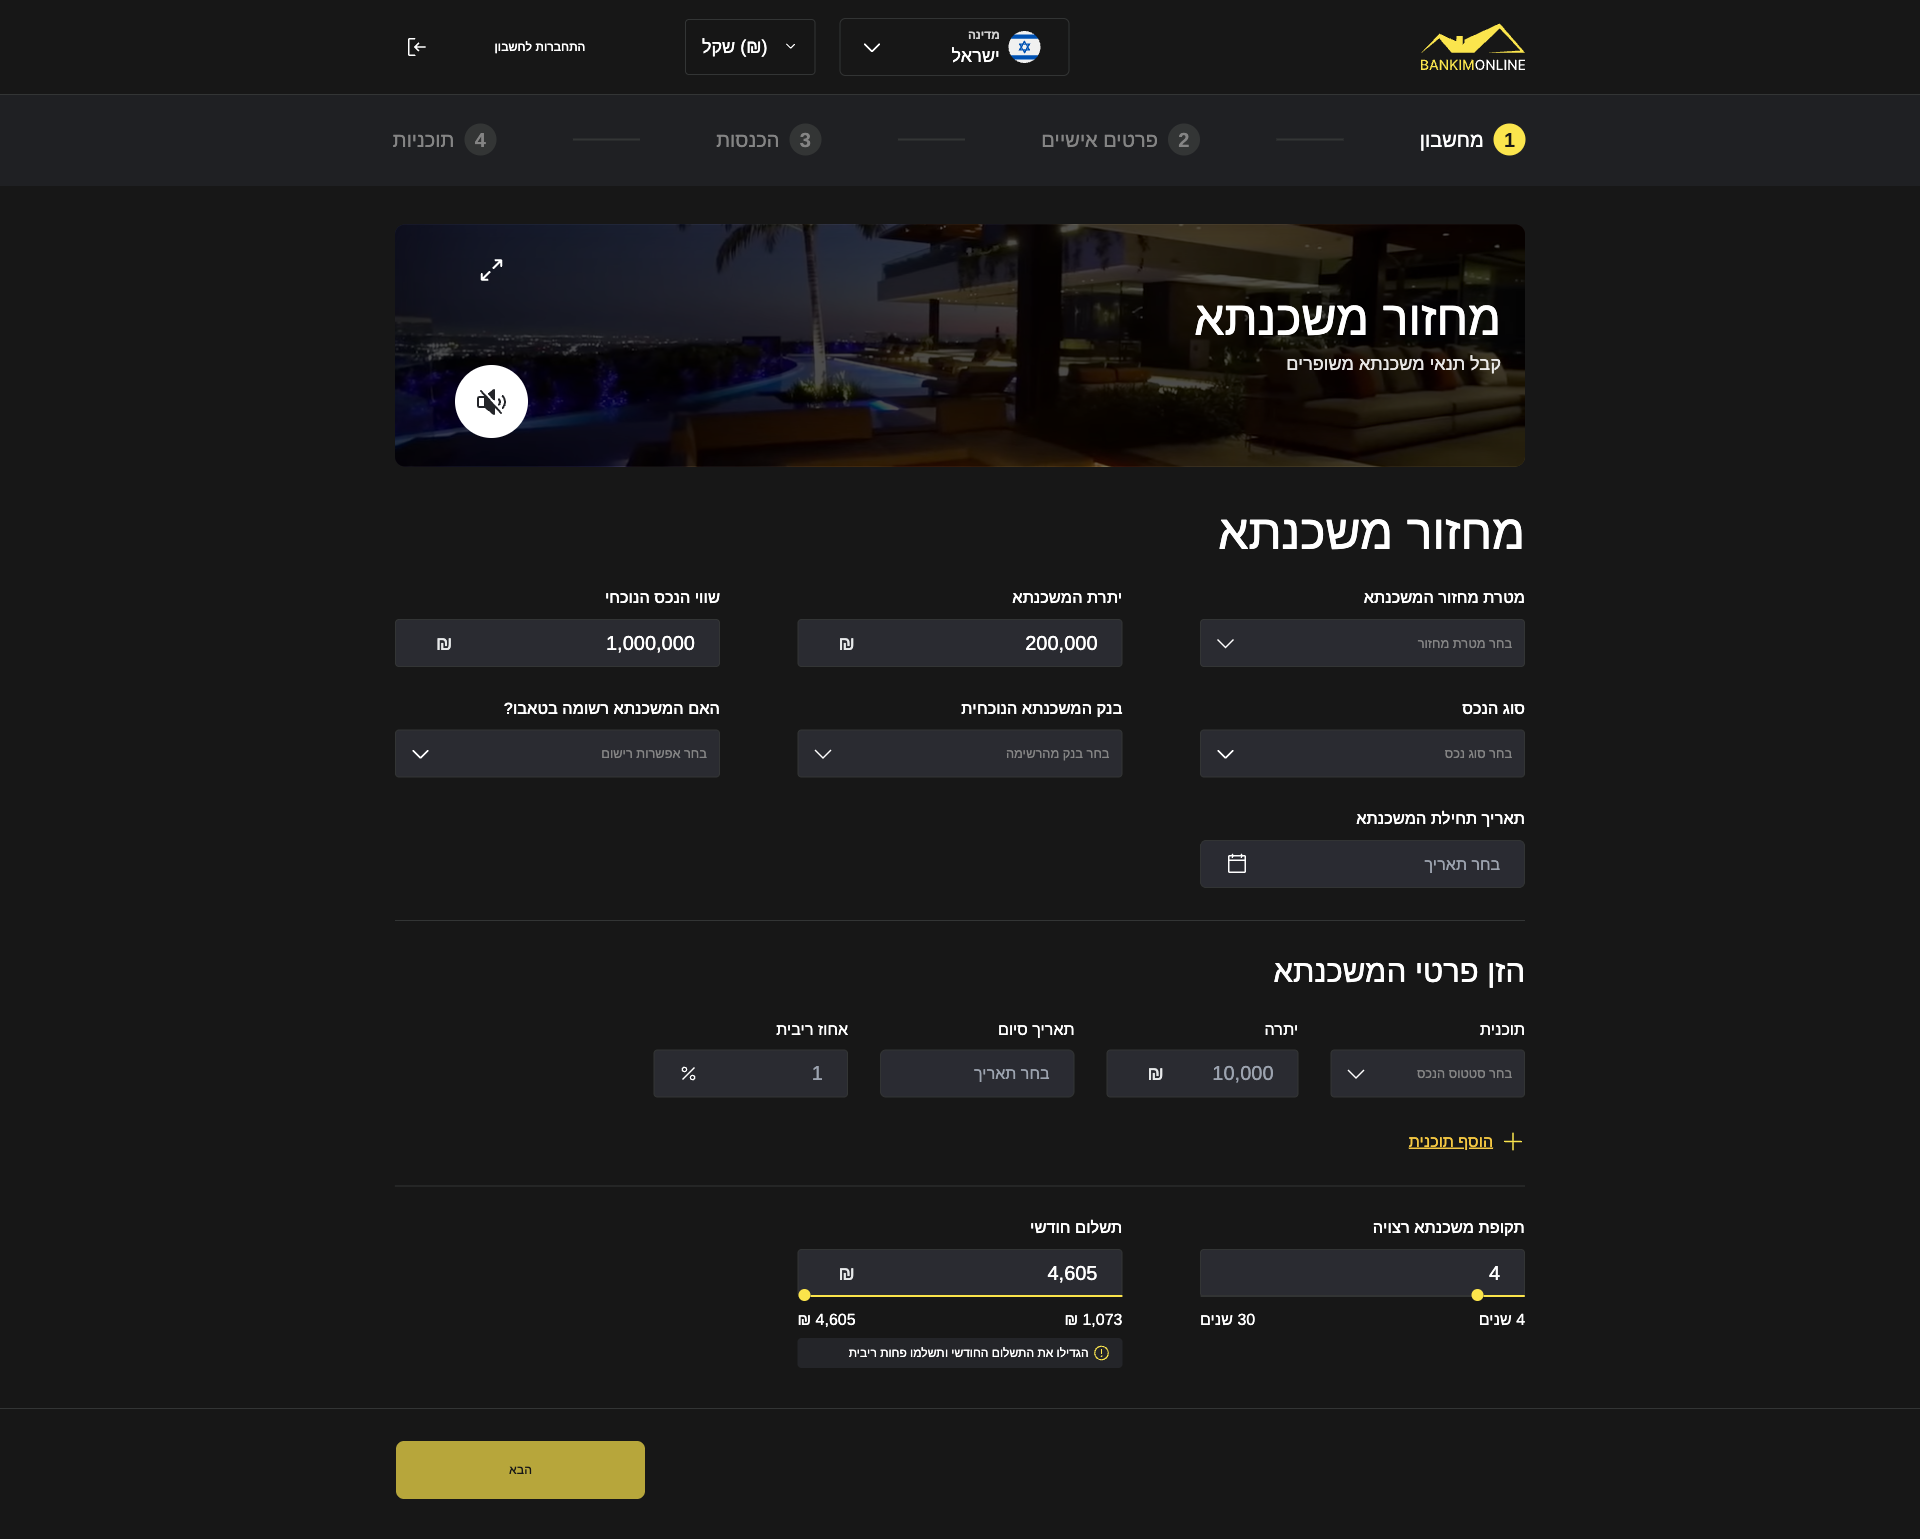 BANKIMONLINE
מדינה
ישראל
(₪) שקל
התחברות לחשבון
1 מחשבון
2 פרטים אישיים
3 הכנסות
4 תוכניות
מחזור משכנתא
קבל תנאי משכנתא משופרים
מחזור משכנתא
מטרת מחזור המשכנתא
בחר מטרת מחזור
יתרת המשכנתא
200,000 ₪
שווי הנכס הנוכחי
1,000,000 ₪
סוג הנכס
בחר סוג נכס
בנק המשכנתא הנוכחית
בחר בנק מהרשימה
האם המשכנתא רשומה בטאבו?
בחר אפשרות רישום
תאריך תחילת המשכנתא
בחר תאריך
הזן פרטי המשכנתא
תוכנית
בחר סטטוס הנכס
יתרה
10,000 ₪
תאריך סיום
בחר תאריך
אחוז ריבית
1 %
הוסף תוכנית
תקופת משכנתא רצויה
4
4 שנים
30 שנים
תשלום חודשי
4,605 ₪
1,073 ₪
4,605 ₪
הגדילו את התשלום החודשי ותשלמו פחות ריבית
הבא